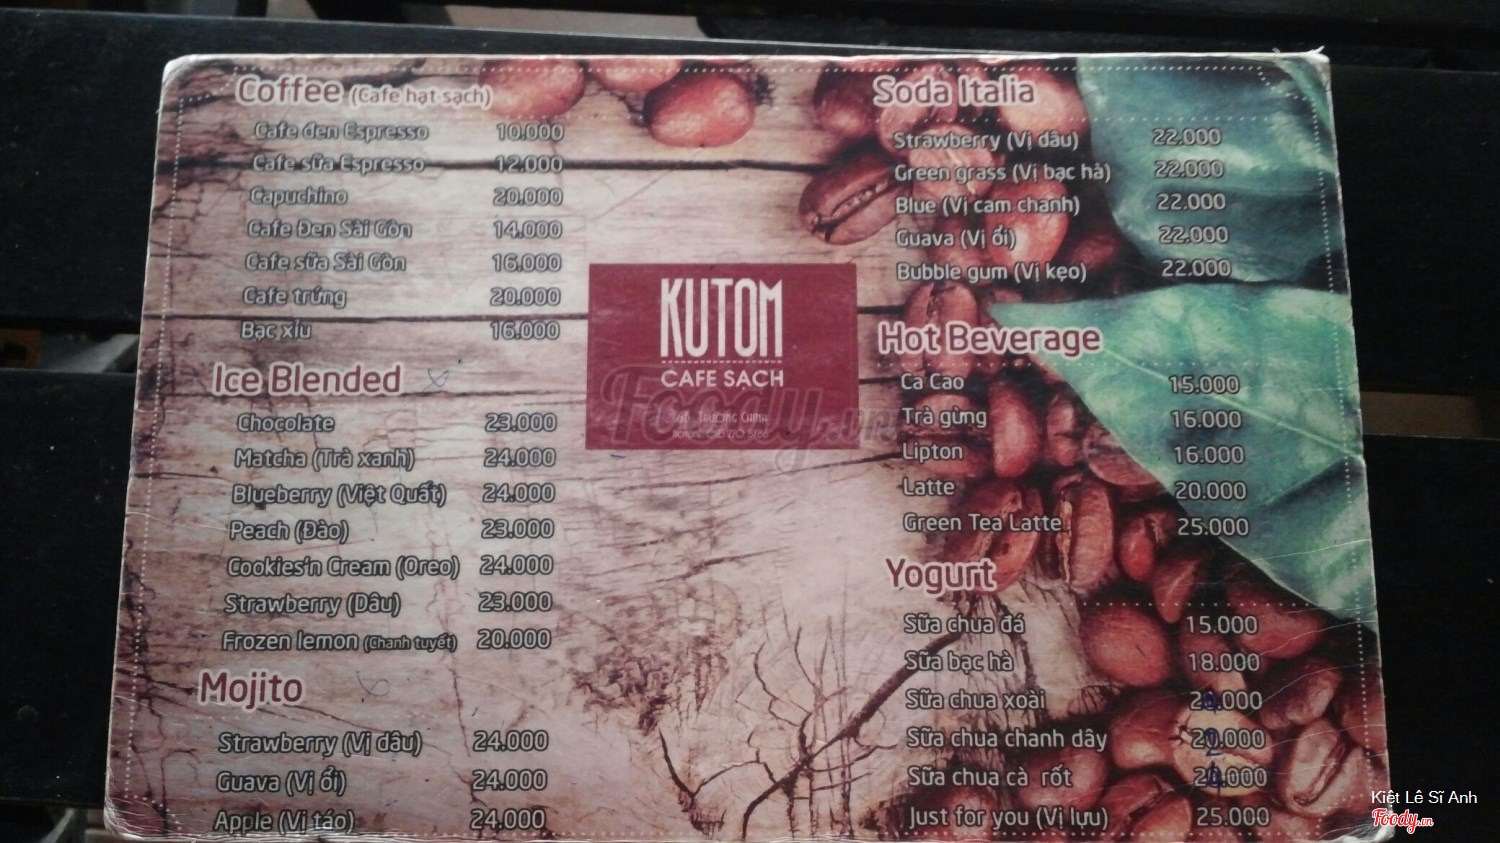 Coffee (Cafe hạt sạch)
Cafe đen Espresso 10.000
Cafe sữa Espresso 12.000
Capuchino 20.000
Cafe Đen Sài Gòn 14.000
Cafe sữa Sài Gòn 16.000
Cafe trứng 20.000
Bạc xỉu 16.000
Ice Blended
Chocolate 23.000
Matcha (Trà xanh) 24.000
Blueberry (Việt Quất) 24.000
Peach (Đào) 23.000
Cookies'n Cream (Oreo) 24.000
Strawberry (Dâu) 23.000
Frozen lemon (Chanh tuyết) 20.000
Mojito
Strawberry (Vị dâu) 24.000
Guava (Vị ổi) 24.000
Apple (Vị táo) 24.000
KUTOM
CAFE SẠCH
Trường Chinh
Foody.vn
Soda Italia
Strawberry (Vị dâu) 22.000
Green grass (Vị bạc hà) 22.000
Blue (Vị cam chanh) 22.000
Guava (Vị ổi) 22.000
Bubble gum (Vị kẹo) 22.000
Hot Beverage
Ca Cao 15.000
Trà gừng 16.000
Lipton 16.000
Latte 20.000
Green Tea Latte 25.000
Yogurt
Sữa chua đá 15.000
Sữa bạc hà 18.000
Sữa chua xoài
Sữa chua chanh dây 20.000
Sữa chua cà rốt
Just for you (Vị lựu) 25.000
Kiệt Lê Sĩ Anh
Foody.vn